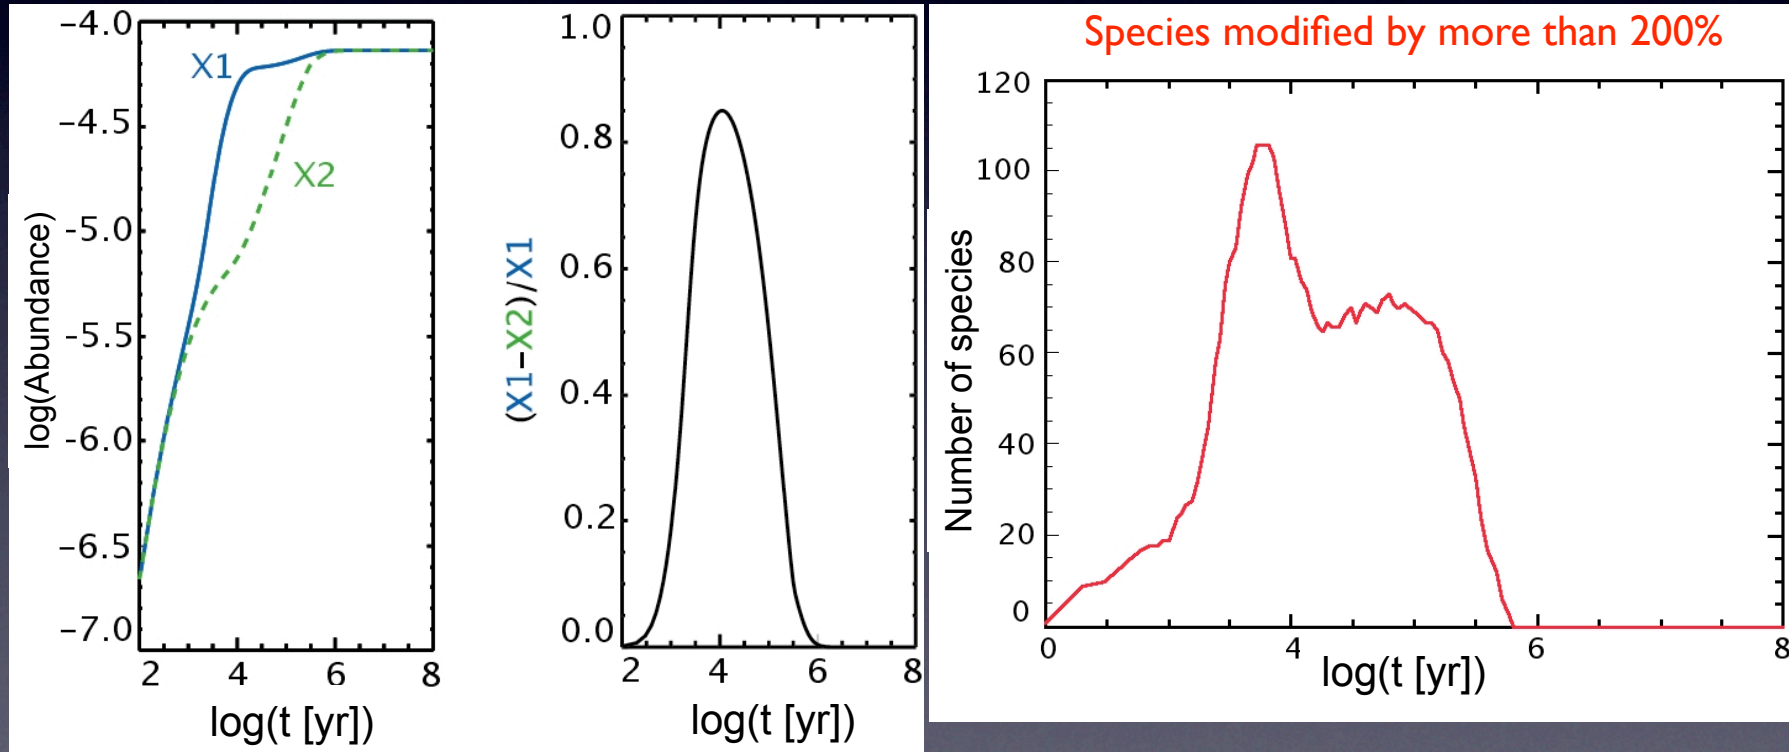 -4.0
-4.5
-5.0
-5.5
-6.0
-6.5
-7.0
log(Abundance)
X1
X2
2 4 6 8
log(t [yr])
1.0
0.8
0.6
0.4
0.2
0.0
(X1-X2)/X1
2 4 6 8
log(t [yr])
Species modified by more than 200%
120
100
80
60
40
20
0
Number of species
0 4 6 8
log(t [yr])